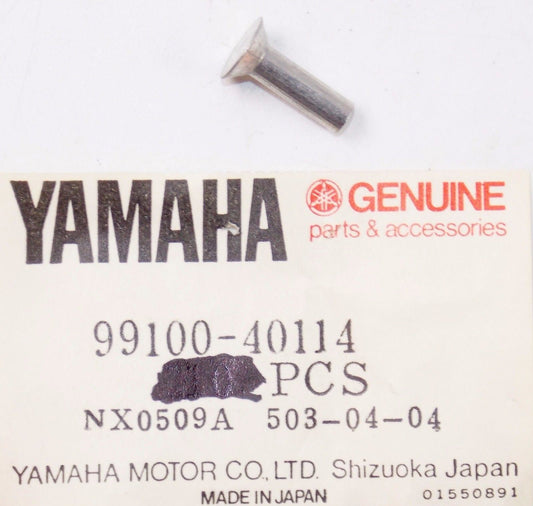 YAMAHA GENUINE
parts & accessories
99100-40114
PCS
NX0509A 503-04-04
YAMAHA MOTOR CO., LTD. Shizuoka Japan
MADE IN JAPAN 01550891